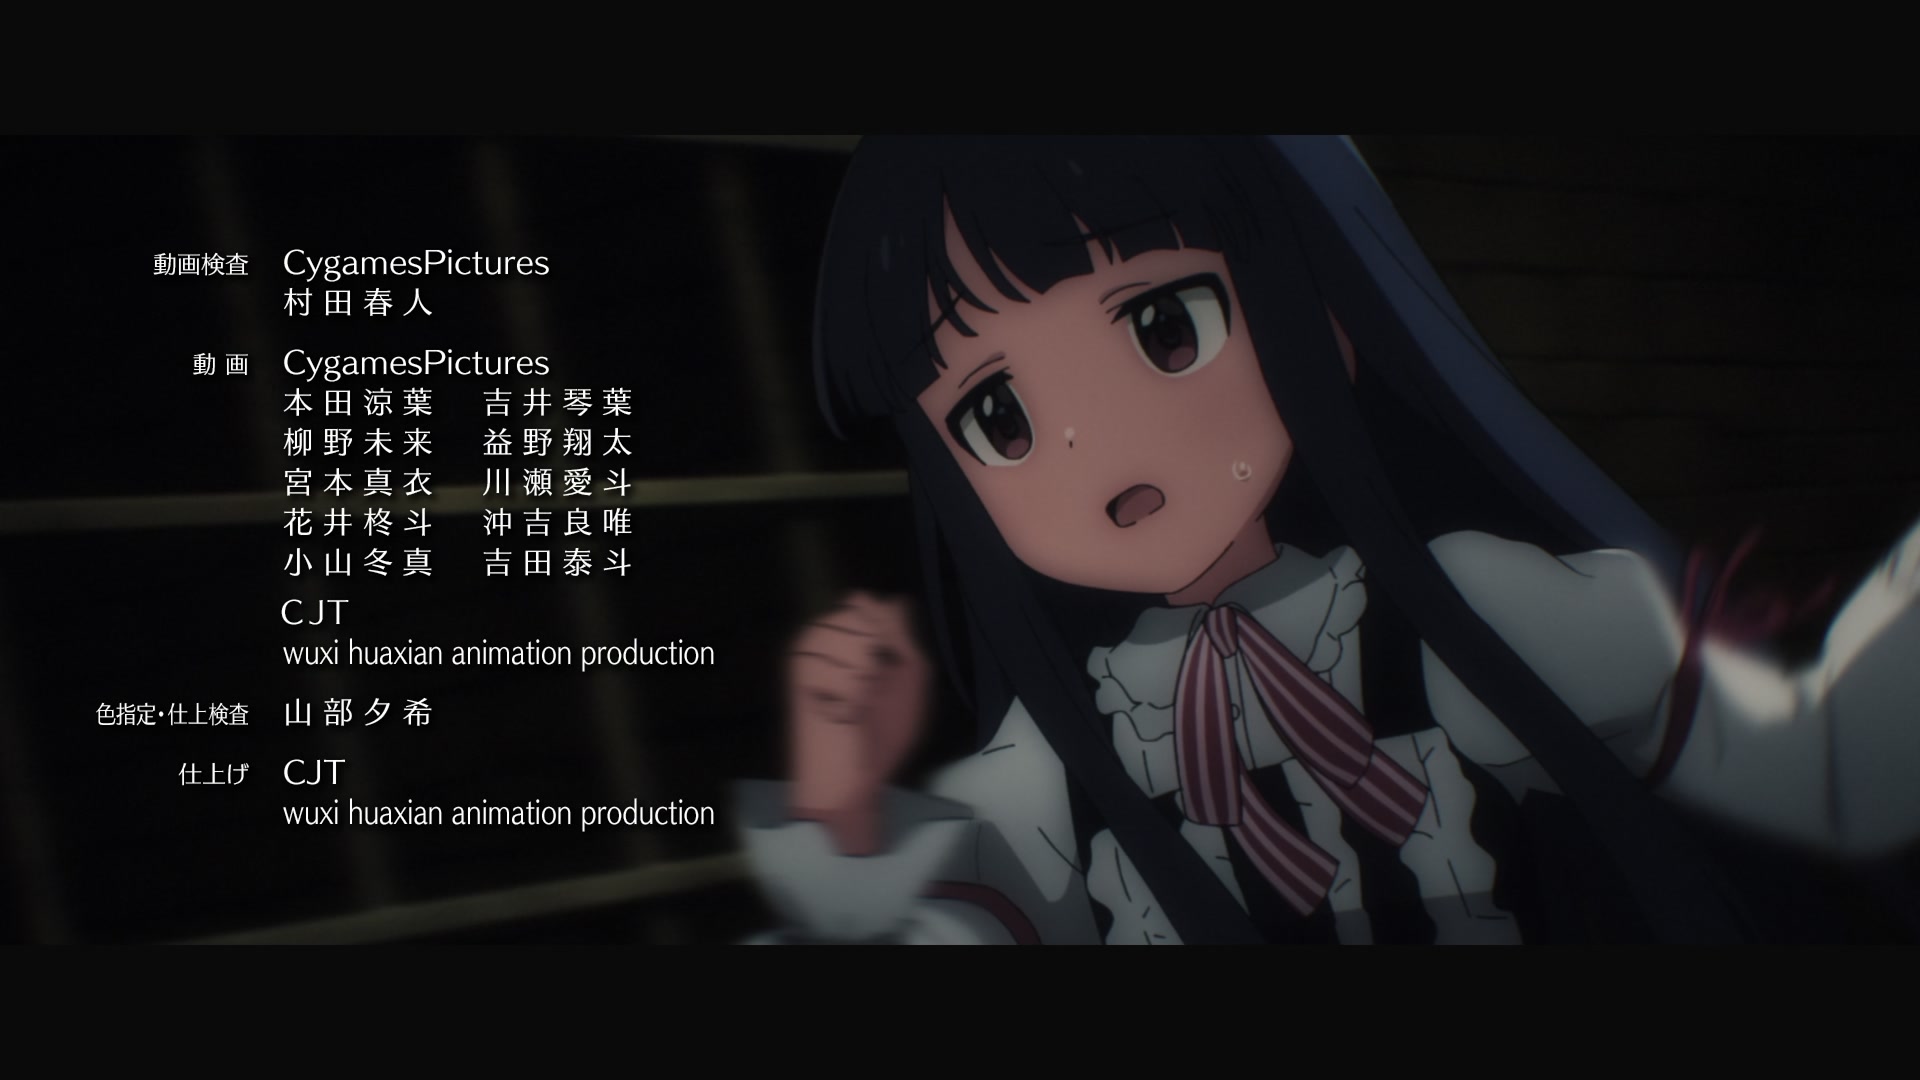 動画検査 CygamesPictures
村田春人
動画 CygamesPictures
本田涼葉 吉井琴葉
柳野未来 益野翔太
宮本真衣 川瀬愛斗
花井柊斗 沖吉良唯
小山冬真 吉田泰斗
CJT
wuxi huaxian animation production
色指定・仕上検査 山部夕希
仕上げ CJT
wuxi huaxian animation production